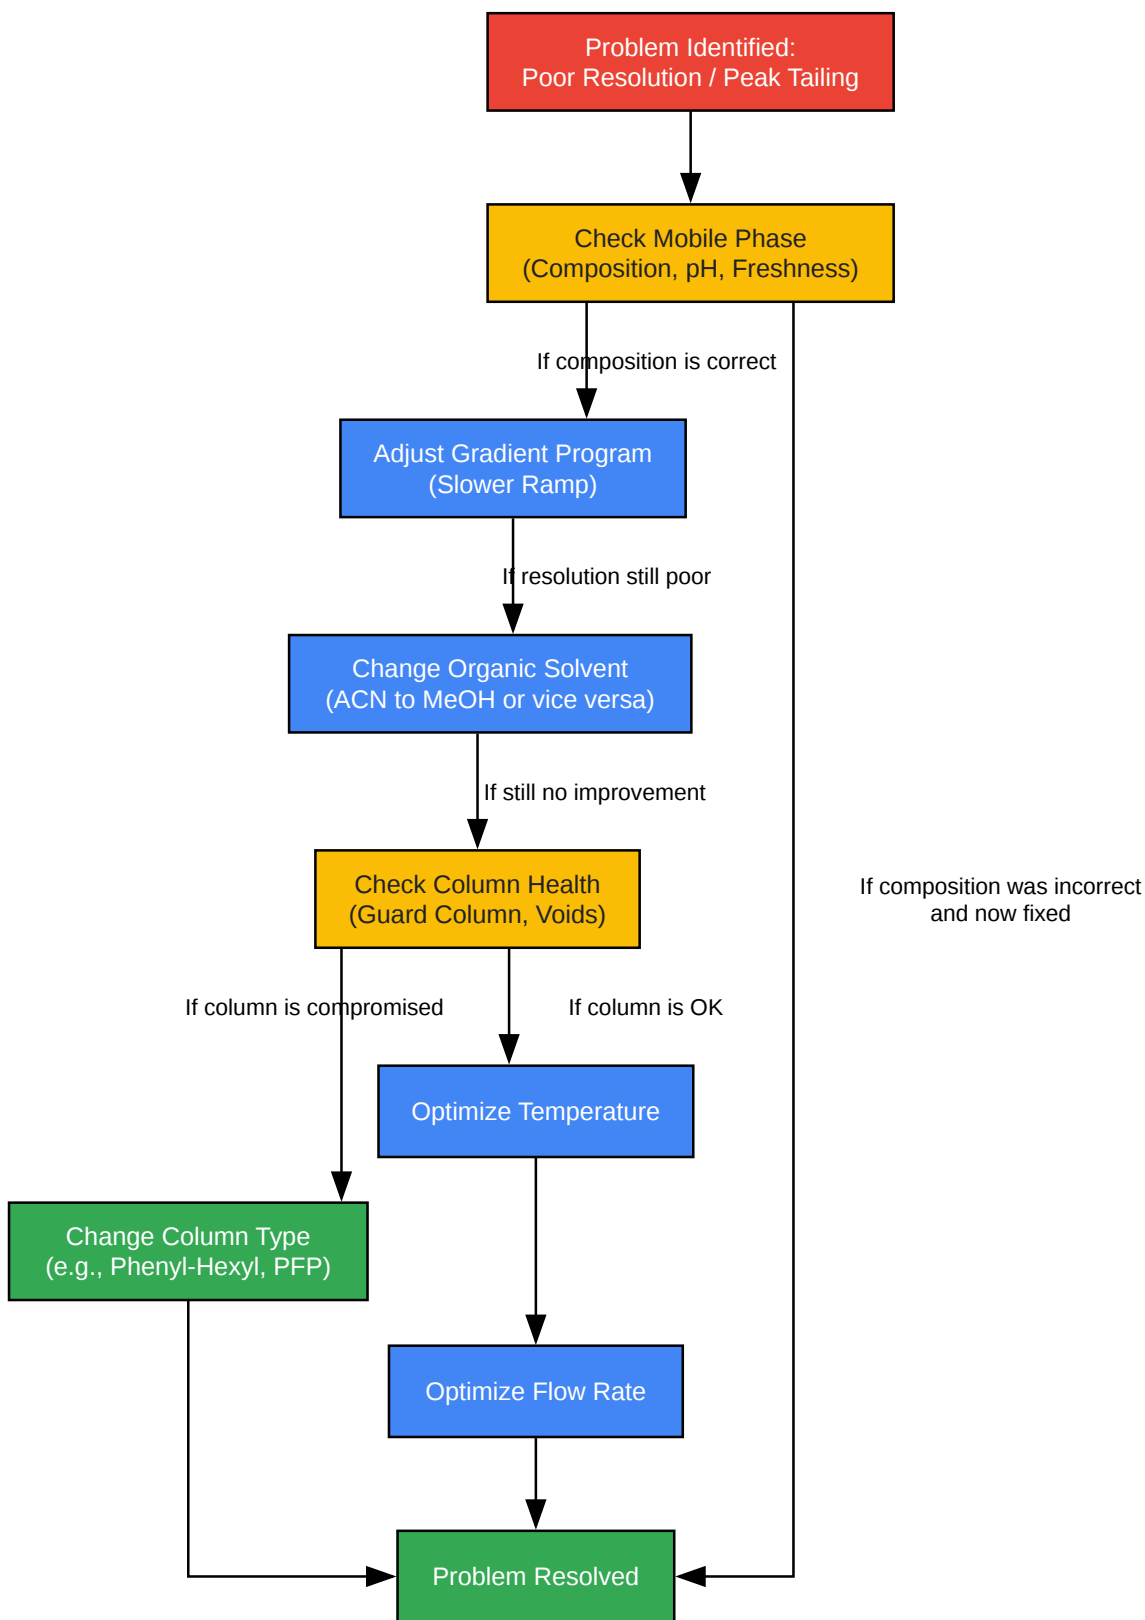 Problem Identified:
Poor Resolution / Peak Tailing
Check Mobile Phase
(Composition, pH, Freshness)
If composition is correct
Adjust Gradient Program
(Slower Ramp)
If resolution still poor
Change Organic Solvent
(ACN to MeOH or vice versa)
If still no improvement
Check Column Health
(Guard Column, Voids)
If composition was incorrect
and now fixed
If column is compromised
If column is OK
Optimize Temperature
Change Column Type
(e.g., Phenyl-Hexyl, PFP)
Optimize Flow Rate
Problem Resolved